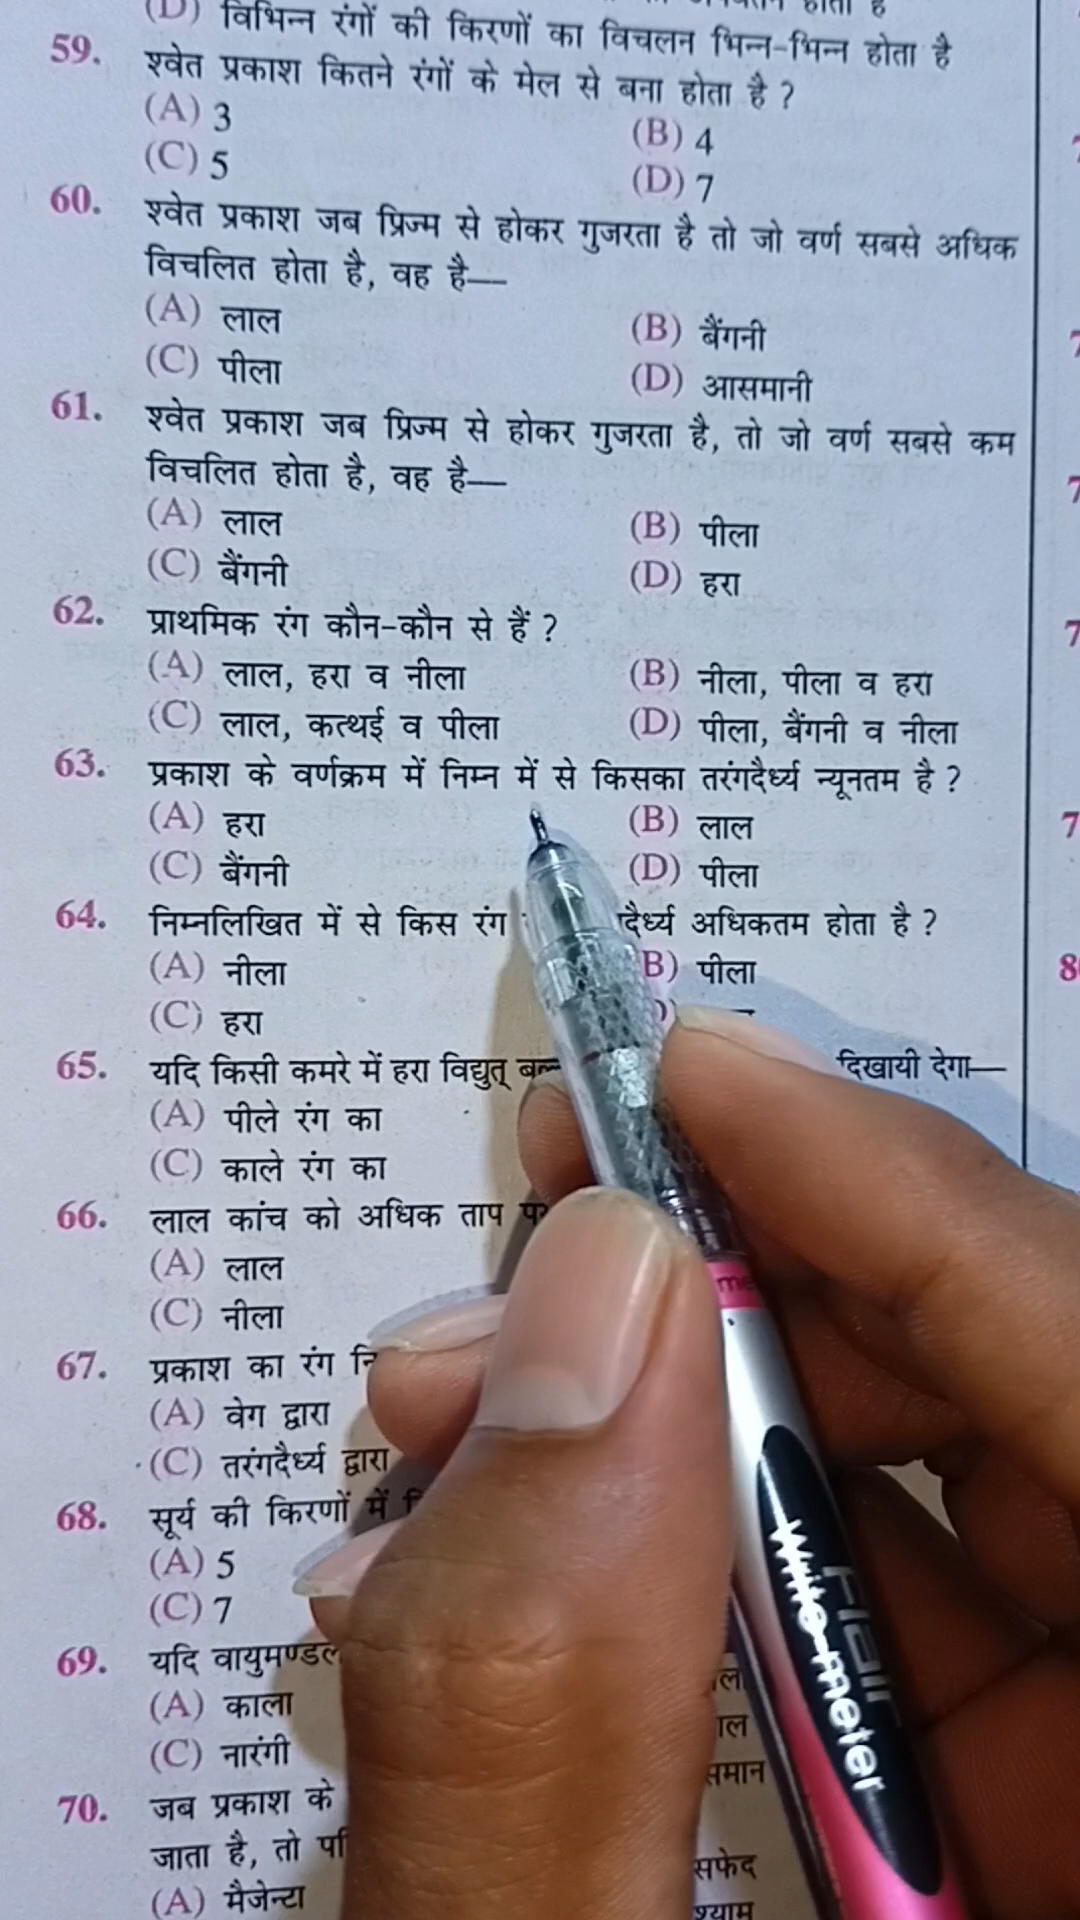 (D) विभिन्न रंगों की किरणों का विचलन भिन्न-भिन्न होता है
59. श्वेत प्रकाश कितने रंगों के मेल से बना होता है ?
(A) 3
(B) 4
(C) 5
(D) 7
60. श्वेत प्रकाश जब प्रिज्म से होकर गुजरता है तो जो वर्ण सबसे अधिक
विचलित होता है, वह है—
(A) लाल
(B) बैंगनी
(C) पीला
(D) आसमानी
61. श्वेत प्रकाश जब प्रिज्म से होकर गुजरता है, तो जो वर्ण सबसे कम
विचलित होता है, वह है—
(A) लाल
(B) पीला
(C) बैंगनी
(D) हरा
62. प्राथमिक रंग कौन-कौन से हैं ?
(A) लाल, हरा व नीला
(B) नीला, पीला व हरा
(C) लाल, कत्थई व पीला
(D) पीला, बैंगनी व नीला
63. प्रकाश के वर्णक्रम में निम्न में से किसका तरंगदैर्ध्य न्यूनतम है ?
(A) हरा
(B) लाल
(C) बैंगनी
(D) पीला
64. निम्नलिखित में से किस रंग दैर्ध्य अधिकतम होता है ?
(A) नीला
B) पीला
(C) हरा
65. यदि किसी कमरे में हरा विद्युत् दिखायी देगा—
(A) पीले रंग का
(C) काले रंग का
66. लाल कांच को अधिक ताप
(A) लाल
(C) नीला
67. प्रकाश का रंग
(A) वेग द्वारा
(C) तरंगदैर्ध्य द्वारा
68. सूर्य की किरणों में
(A) 5
(C) 7
69. यदि
(A) काला
(C) नारंगी
70. जब प्रकाश के
जाता है, तो
(A) मैजेन्टा
सफेद
श्याम
Flair
Write-meter